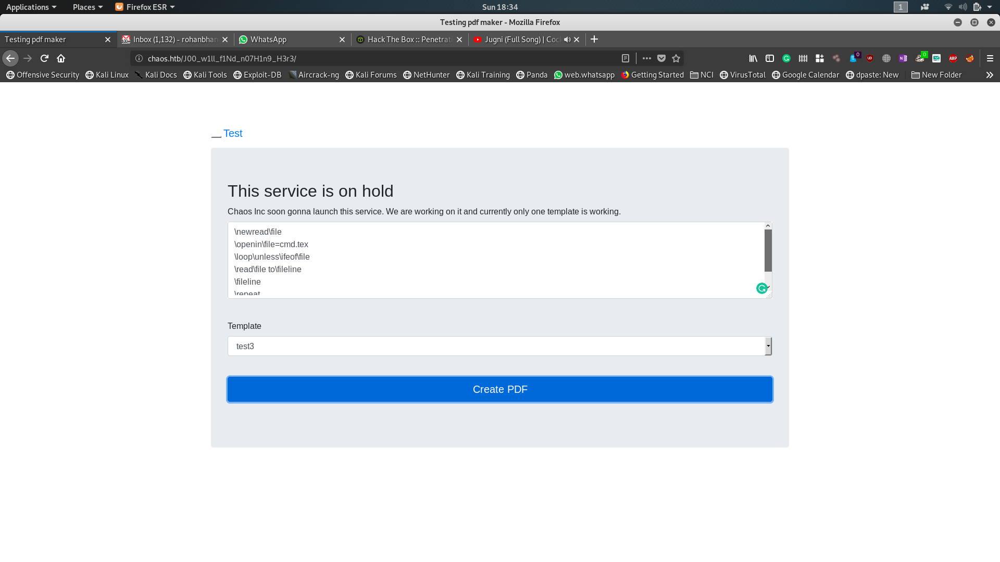 Applications Places Firefox ESR Sun 18:34 1
Testing pdf maker - Mozilla Firefox
Testing pdf maker Inbox (1,132) - rohanbhan WhatsApp Hack The Box :: Penetrati Jugni (Full Song) | Cock
chaos.htb/J00_w1ll_f1Nd_n07H1n9_H3r3/ 0 0 ABP
Offensive Security Kali Linux Kali Docs Kali Tools Exploit-DB Aircrack-ng Kali Forums NetHunter Kali Training Panda web.whatsapp Getting Started NCI VirusTotal Google Calendar dpaste: New New Folder
Test
This service is on hold
Chaos Inc soon gonna launch this service. We are working on it and currently only one template is working.
\newread\file
\openin\file=cmd.tex
\loop\unless\ifeof\file
\read\file to\fileline
\fileline
\repeat
Template
test3
Create PDF